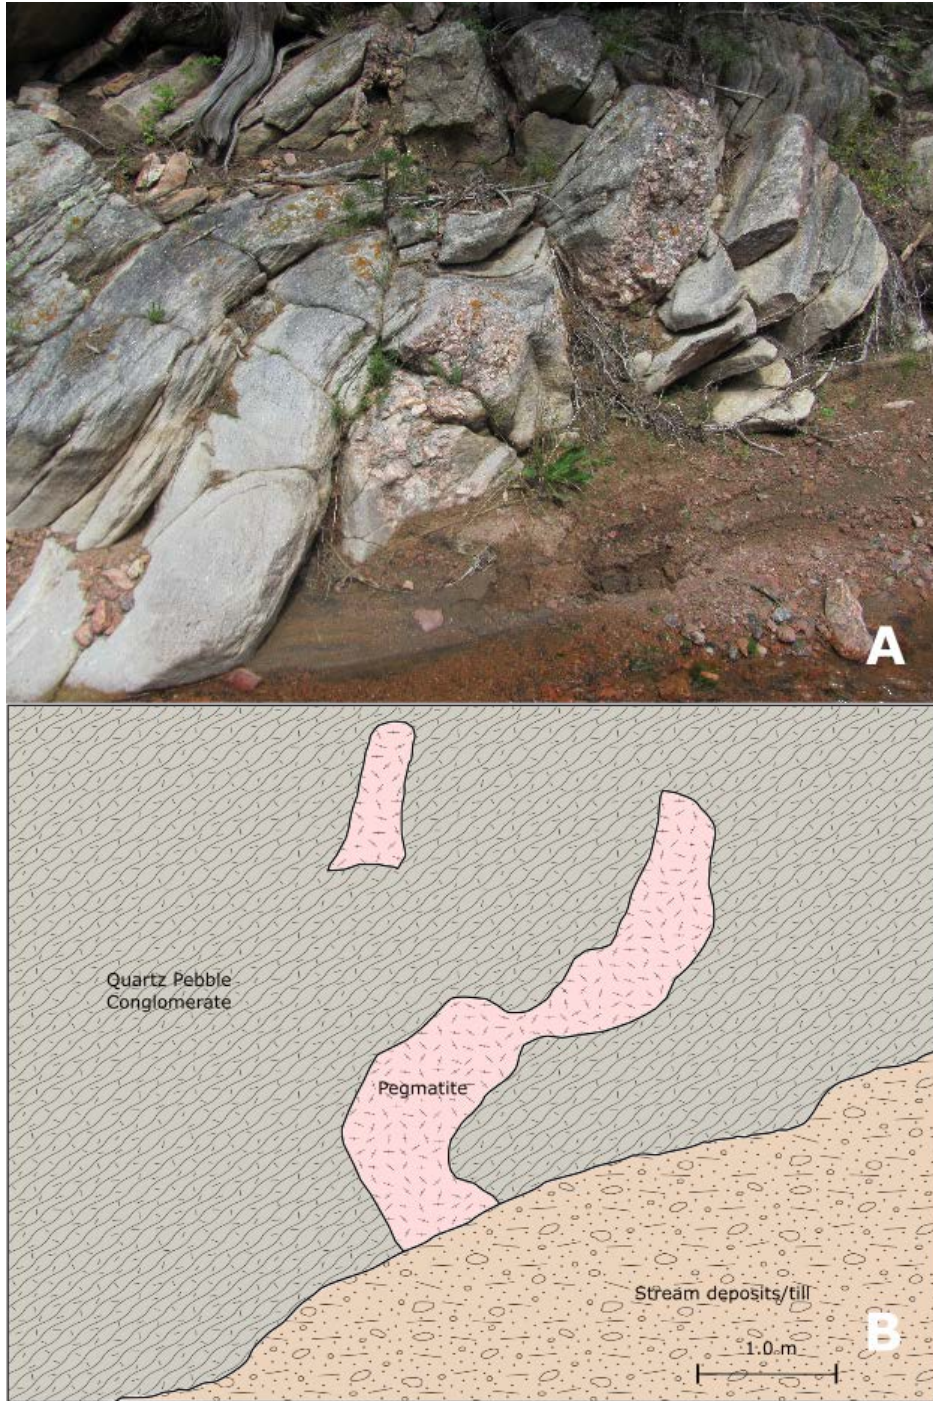 A
Quartz Pebble
Conglomerate
Pegmatite
Stream deposits/till
B
1.0 m